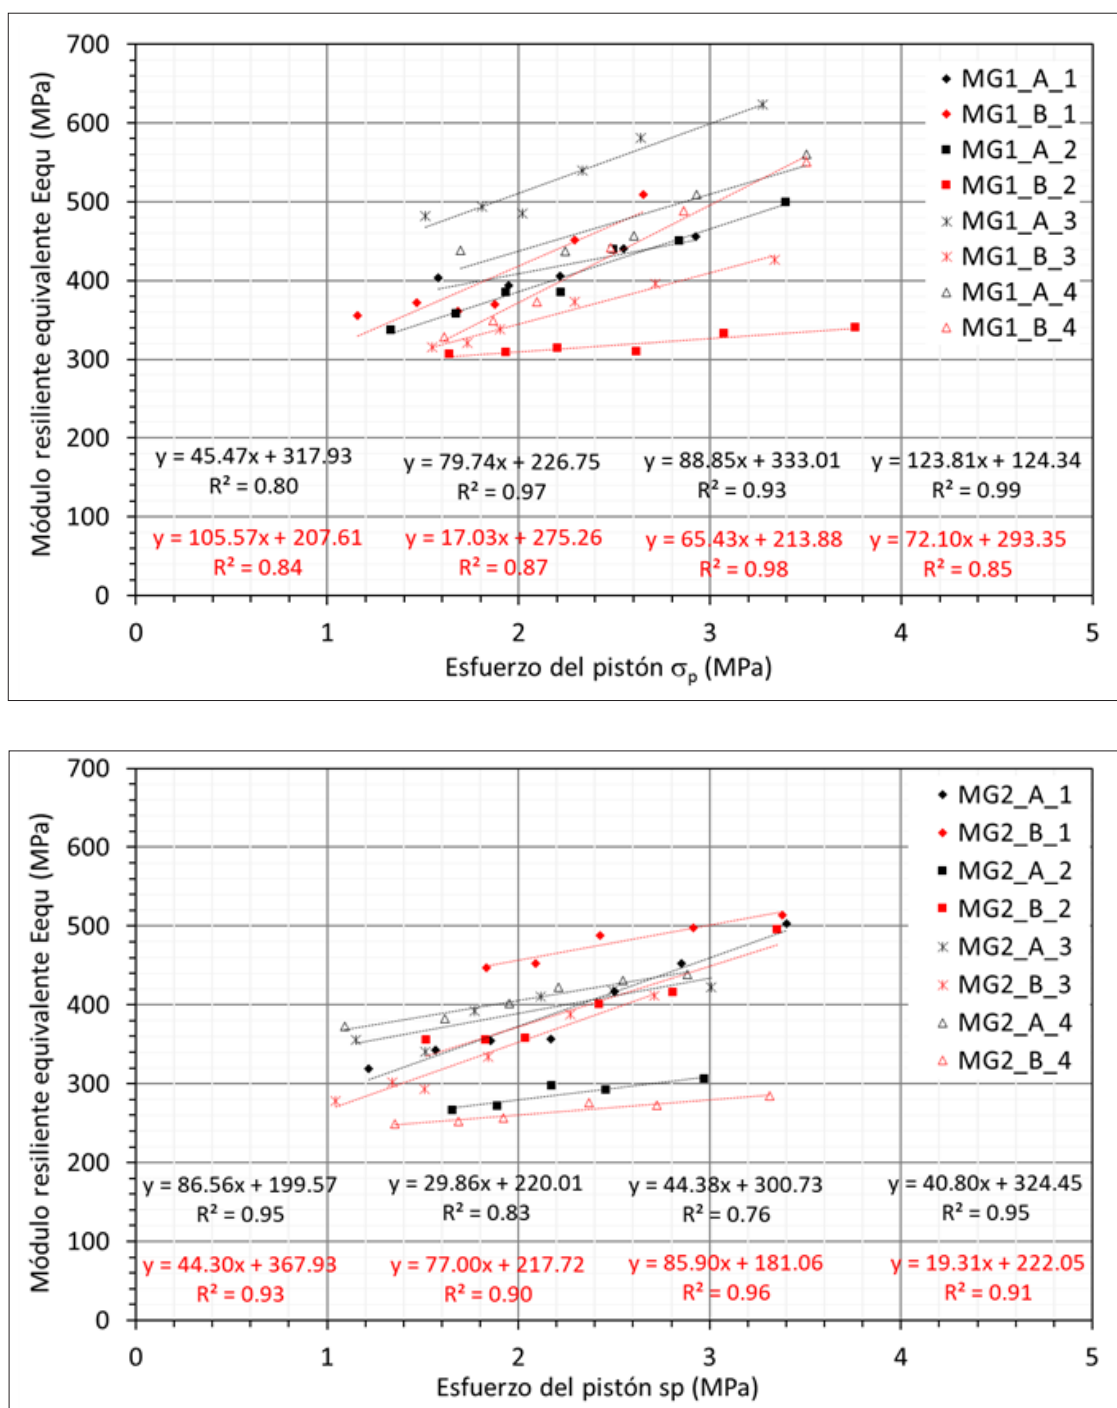 Módulo resiliente equivalente Eequ (MPa)
700
600
500
400
300
200
100
0
MG1_A_1
MG1_B_1
MG1_A_2
MG1_B_2
MG1_A_3
MG1_B_3
MG1_A_4
MG1_B_4
y = 45.47x + 317.93
R² = 0.80
y = 79.74x + 226.75
R² = 0.97
y = 88.85x + 333.01
R² = 0.93
y = 123.81x + 124.34
R² = 0.99
y = 105.57x + 207.61
R² = 0.84
y = 17.03x + 275.26
R² = 0.87
y = 65.43x + 213.88
R² = 0.98
y = 72.10x + 293.35
R² = 0.85
0 1 2 3 4 5
Esfuerzo del pistón σp (MPa)
Módulo resiliente equivalente Eequ (MPa)
700
600
500
400
300
200
100
0
MG2_A_1
MG2_B_1
MG2_A_2
MG2_B_2
MG2_A_3
MG2_B_3
MG2_A_4
MG2_B_4
y = 86.56x + 199.57
R² = 0.95
y = 29.86x + 220.01
R² = 0.83
y = 44.38x + 300.73
R² = 0.76
y = 40.80x + 324.45
R² = 0.95
y = 44.30x + 367.93
R² = 0.93
y = 77.00x + 217.72
R² = 0.90
y = 85.90x + 181.06
R² = 0.96
y = 19.31x + 222.05
R² = 0.91
0 1 2 3 4 5
Esfuerzo del pistón sp (MPa)